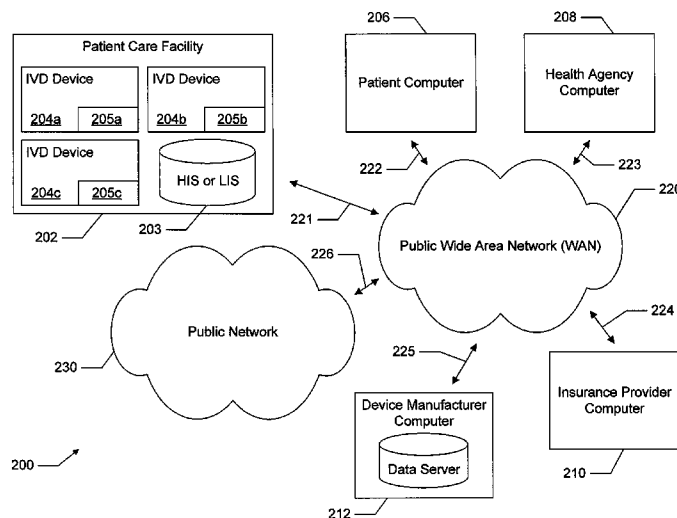 Patient Care Facility
IVD Device
204a 205a
IVD Device
204b 205b
IVD Device
204c 205c
HIS or LIS
202
203
206
Patient Computer
208
Health Agency
Computer
222
223
220
221
Public Wide Area Network (WAN)
226
Public Network
230
224
225
Device Manufacturer
Computer
Data Server
212
Insurance Provider
Computer
210
200